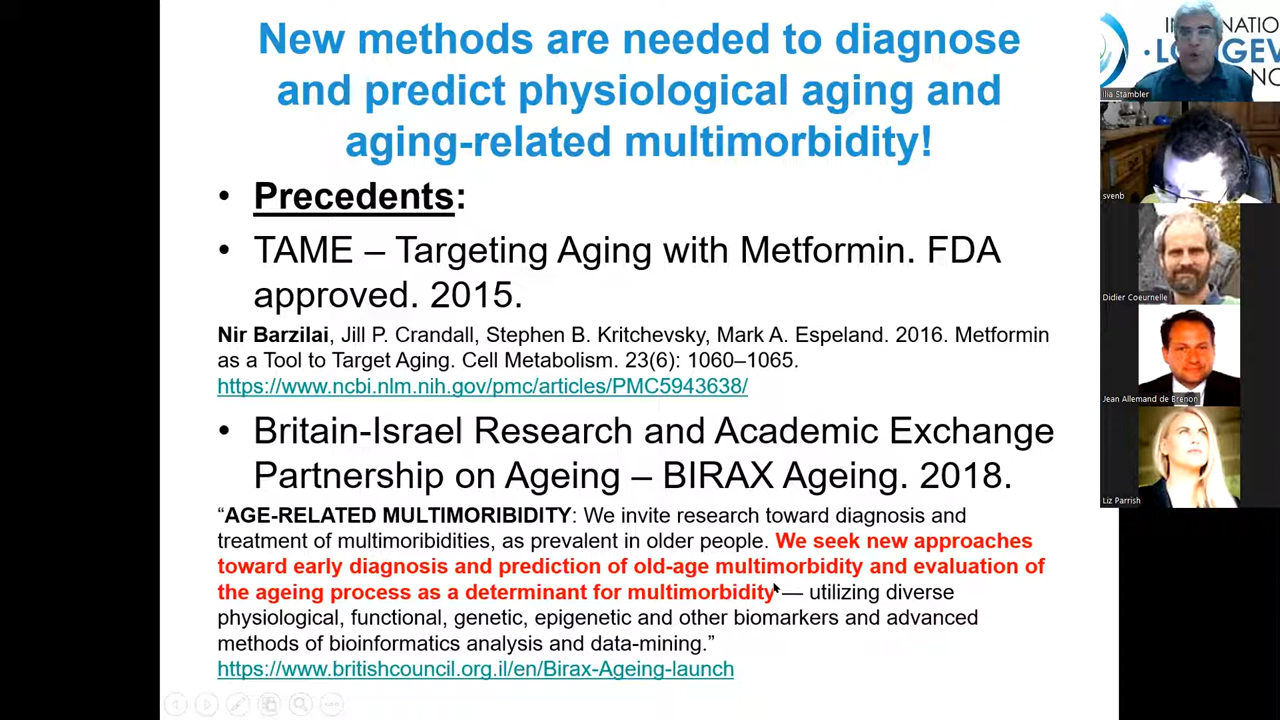 New methods are needed to diagnose
and predict physiological aging and
aging-related multimorbidity!
• Precedents:
• TAME – Targeting Aging with Metformin. FDA
approved. 2015.
Nir Barzilai, Jill P. Crandall, Stephen B. Kritchevsky, Mark A. Espeland. 2016. Metformin
as a Tool to Target Aging. Cell Metabolism. 23(6): 1060–1065.
https://www.ncbi.nlm.nih.gov/pmc/articles/PMC5943638/
• Britain-Israel Research and Academic Exchange
Partnership on Ageing – BIRAX Ageing. 2018.
“AGE-RELATED MULTIMORIBIDITY: We invite research toward diagnosis and
treatment of multimoribidities, as prevalent in older people. We seek new approaches
toward early diagnosis and prediction of old-age multimorbidity and evaluation of
the ageing process as a determinant for multimorbidity — utilizing diverse
physiological, functional, genetic, epigenetic and other biomarkers and advanced
methods of bioinformatics analysis and data-mining.”
https://www.britishcouncil.org.il/en/Birax-Ageing-launch
Ilia Stambler
svenb
Didier Coeurnelle
Jean Allemand de Brenon
Liz Parrish